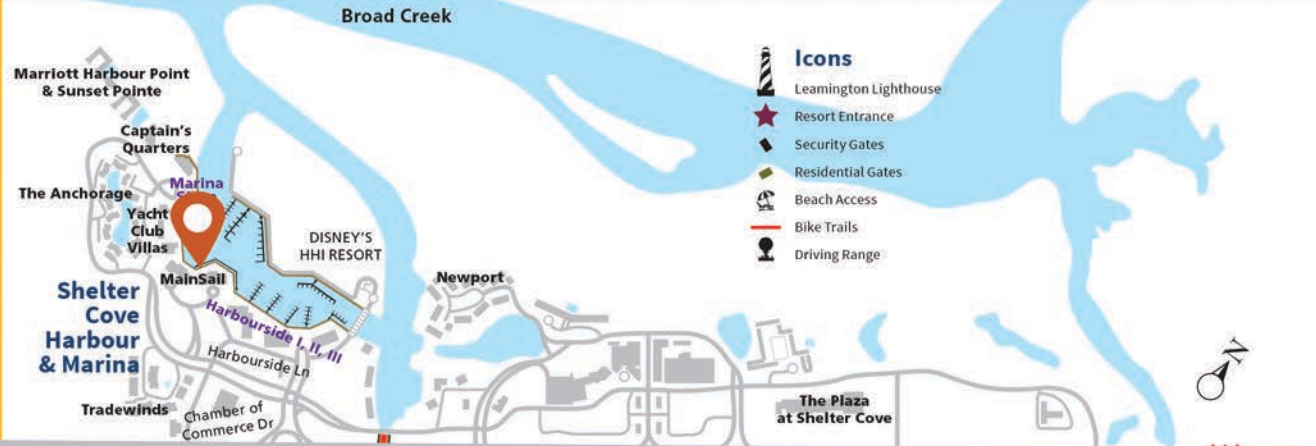 Broad Creek
Marriott Harbour Point
& Sunset Pointe
Captain's
Quarters
Marina
The Anchorage
Yacht
Club
Villas
MainSail
DISNEY'S
HHI RESORT
Newport
Shelter
Cove
Harbour
& Marina
Harbourside I, II, III
Harbourside Ln
Tradewinds
Chamber of
Commerce Dr
Icons
Leamington Lighthouse
Resort Entrance
Security Gates
Residential Gates
Beach Access
Bike Trails
Driving Range
The Plaza
at Shelter Cove
N